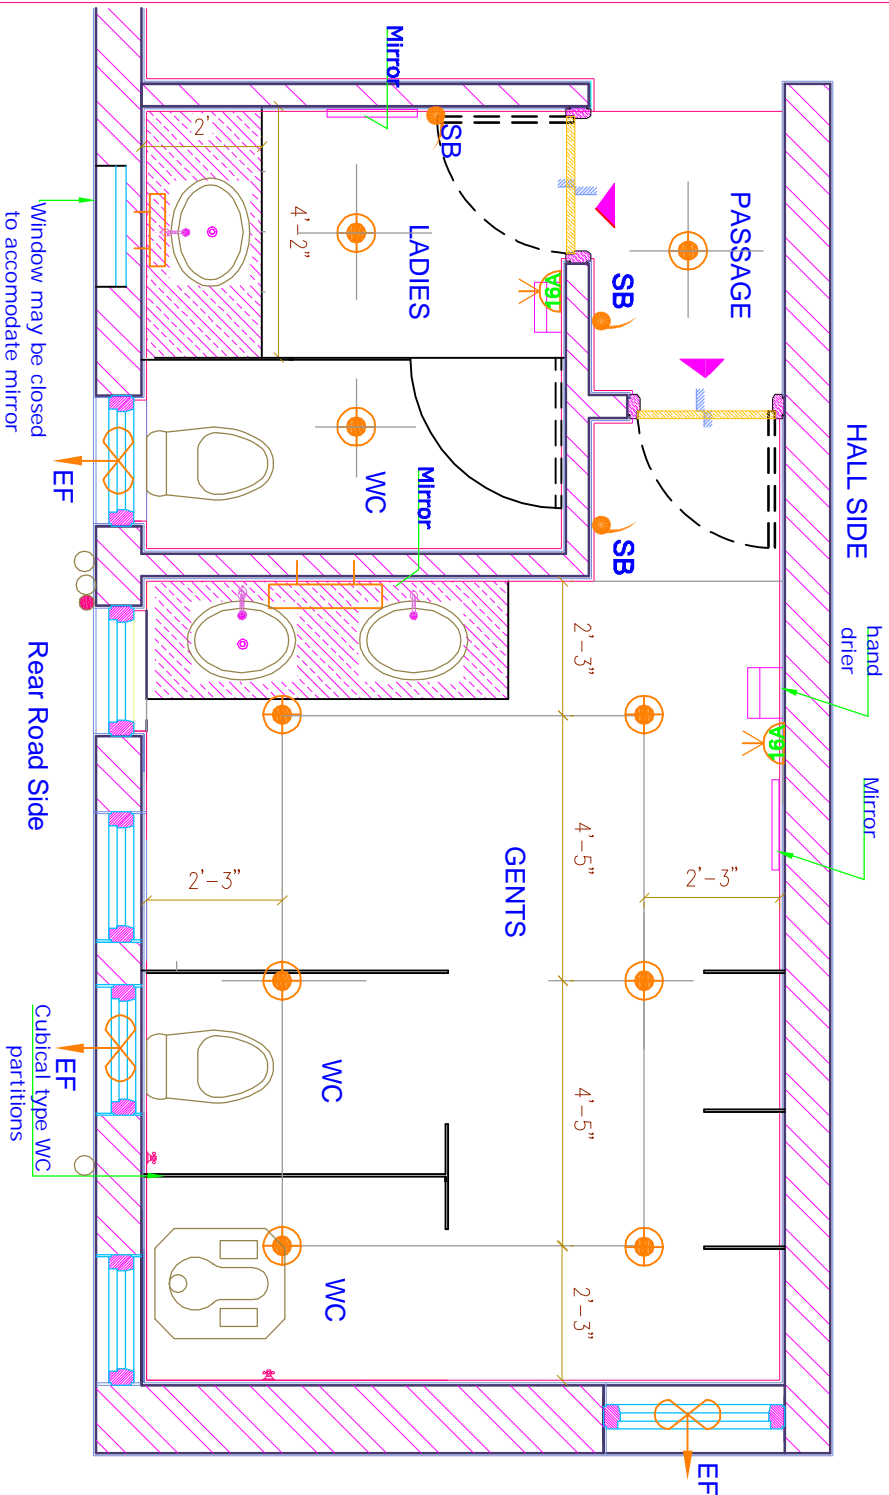 HALL SIDE
hand
drier
Mirror
PASSAGE
SB
SB
16A
2'-3"
4'-5"
4'-5"
2'-3"
2'-3"
EF
Mirror
SB
LADIES
16A
GENTS
2'
4'-2"
WC
Mirror
WC
WC
2'-3"
EF
EF
Window may be closed
to accomodate mirror
Rear Road Side
Cubical type WC
partitions